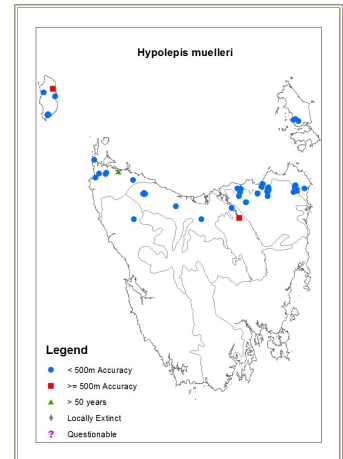 Hypolepis muelleri
Legend
< 500m Accuracy
>= 500m Accuracy
> 50 years
Locally Extinct
? Questionable